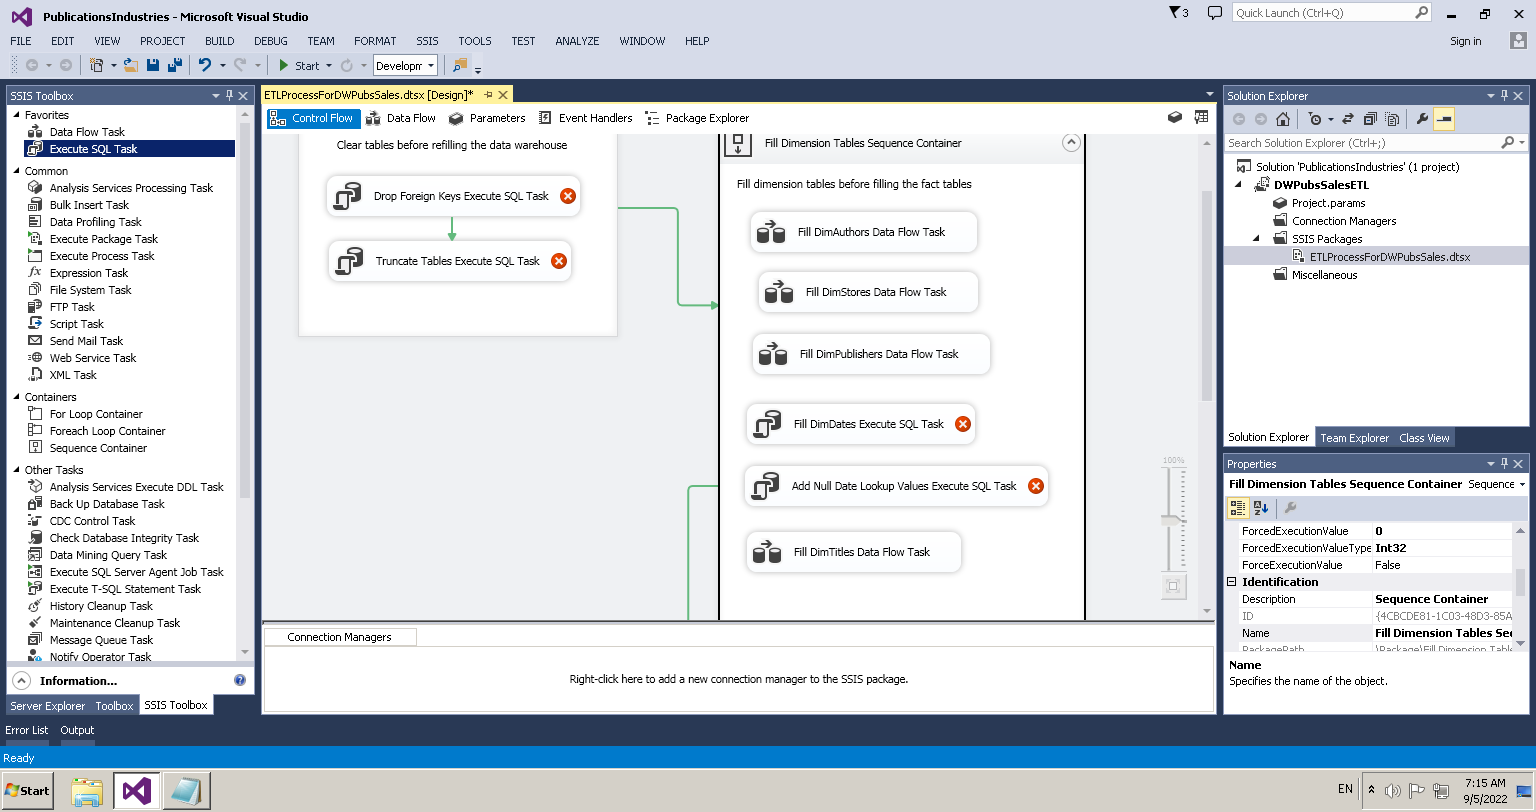 PublicationsIndustries - Microsoft Visual Studio
3
Quick Launch (Ctrl+Q)
FILE EDIT VIEW PROJECT BUILD DEBUG TEAM FORMAT SSIS TOOLS TEST ANALYZE WINDOW HELP
Sign in
Start
Developm
SSIS Toolbox
Favorites
Data Flow Task
Execute SQL Task
Common
Analysis Services Processing Task
Bulk Insert Task
Data Profiling Task
Execute Package Task
Execute Process Task
Expression Task
File System Task
FTP Task
Script Task
Send Mail Task
Web Service Task
XML Task
Containers
For Loop Container
Foreach Loop Container
Sequence Container
Other Tasks
Analysis Services Execute DDL Task
Back Up Database Task
CDC Control Task
Check Database Integrity Task
Data Mining Query Task
Execute SQL Server Agent Job Task
Execute T-SQL Statement Task
History Cleanup Task
Maintenance Cleanup Task
Message Queue Task
Notify Operator Task
Information...
Server Explorer Toolbox SSIS Toolbox
ETLProcessForDWPubsSales.dtsx [Design]*
Control Flow Data Flow Parameters Event Handlers Package Explorer
Clear tables before refilling the data warehouse
Drop Foreign Keys Execute SQL Task
Truncate Tables Execute SQL Task
Fill Dimension Tables Sequence Container
Fill dimension tables before filling the fact tables
Fill DimAuthors Data Flow Task
Fill DimStores Data Flow Task
Fill DimPublishers Data Flow Task
Fill DimDates Execute SQL Task
Add Null Date Lookup Values Execute SQL Task
Fill DimTitles Data Flow Task
100%
Connection Managers
Right-click here to add a new connection manager to the SSIS package.
Solution Explorer
Search Solution Explorer (Ctrl+;)
Solution 'PublicationsIndustries' (1 project)
DWPubsSalesETL
Project.params
Connection Managers
SSIS Packages
ETLProcessForDWPubsSales.dtsx
Miscellaneous
Solution Explorer Team Explorer Class View
Properties
Fill Dimension Tables Sequence Container Sequence
ForcedExecutionValue 0
ForcedExecutionValueType Int32
ForceExecutionValue False
Identification
Description Sequence Container
ID {4CBCDE81-1C03-48D3-85A
Name Fill Dimension Tables Sec
PackagePath \Package\Fill Dimension Table
Name
Specifies the name of the object.
Error List Output
Ready
Start
EN
7:15 AM
9/5/2022